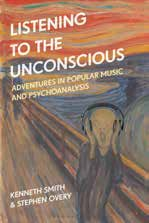 LISTENING
TO THE
UNCONSCIOUS
ADVENTURES IN POPULAR MUSIC
AND PSYCHOANALYSIS
KENNETH SMITH
& STEPHEN OVERY